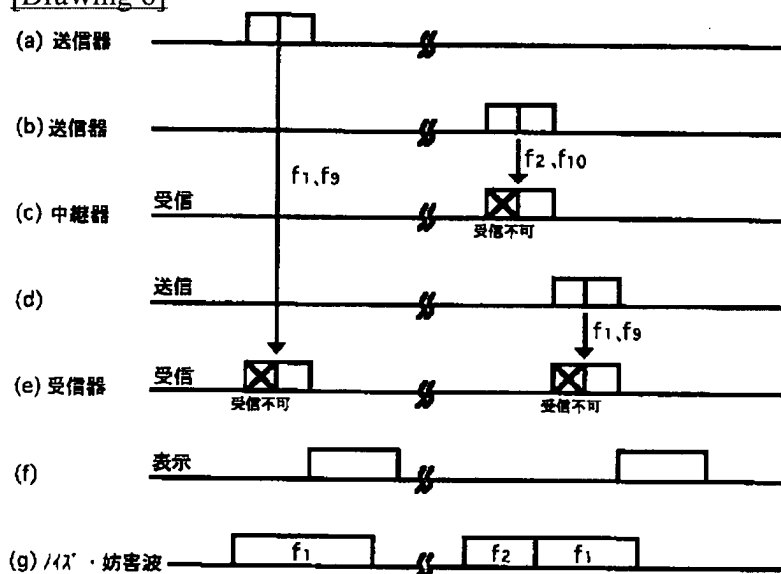 [Drawing 6]
(a) 送信器
(b) 送信器
f1、f9
f2、f10
(c) 中継器 受信
受信不可
(d) 送信
f1、f9
(e) 受信器 受信
受信不可 受信不可
(f) 表示
(g) ﾉｲｽﾞ・妨害波 f1 f2 f1